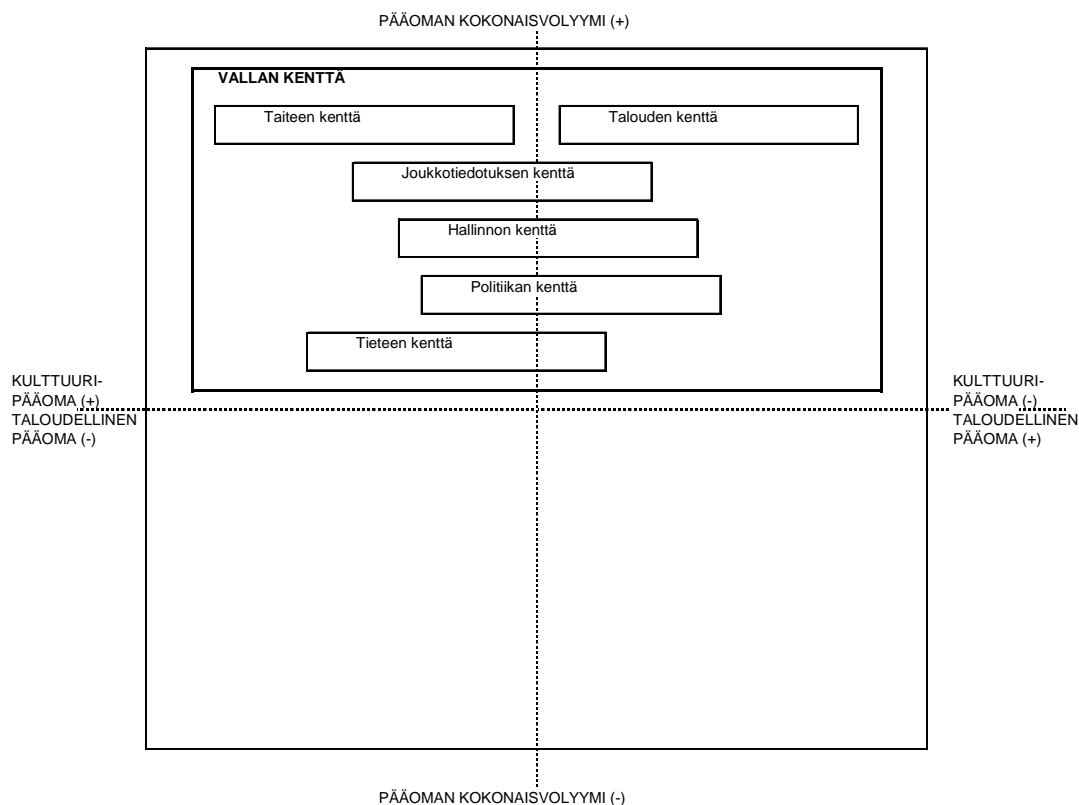 PÄÄOMAN KOKONAISVOLYYMI (+)
VALLAN KENTTÄ
Taiteen kenttä
Talouden kenttä
Joukkotiedotuksen kenttä
Hallinnon kenttä
Politiikan kenttä
Tieteen kenttä
KULTTUURI-
PÄÄOMA (+)
TALOUDELLINEN
PÄÄOMA (-)
KULTTUURI-
PÄÄOMA (-)
TALOUDELLINEN
PÄÄOMA (+)
PÄÄOMAN KOKONAISVOLYYMI (-)